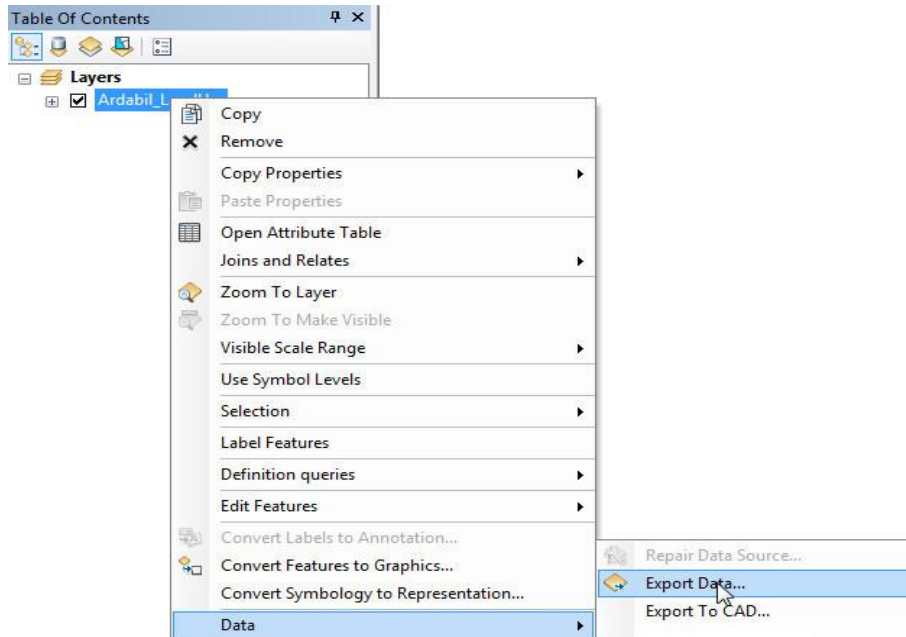 Table Of Contents
Layers
Ardabil_L
Copy
Remove
Copy Properties
Paste Properties
Open Attribute Table
Joins and Relates
Zoom To Layer
Zoom To Make Visible
Visible Scale Range
Use Symbol Levels
Selection
Label Features
Definition queries
Edit Features
Convert Labels to Annotation...
Convert Features to Graphics...
Convert Symbology to Representation...
Data
Repair Data Source...
Export Data...
Export To CAD...